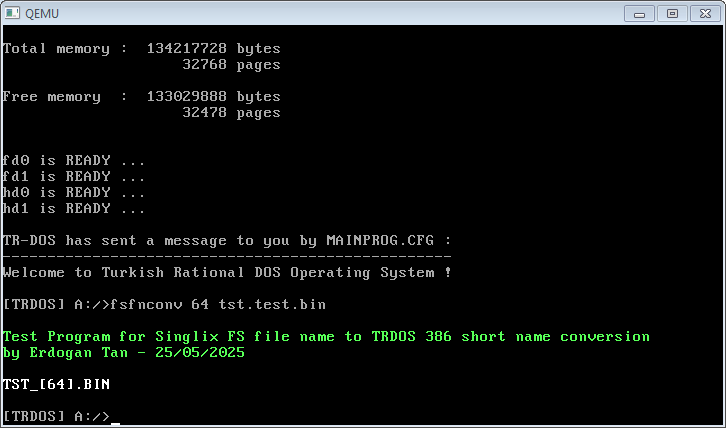 QEMU
Total memory :  134217728 bytes
32768 pages
Free memory  :  133029888 bytes
32478 pages
fd0 is READY ...
fd1 is READY ...
hd0 is READY ...
hd1 is READY ...
TR-DOS has sent a message to you by MAINPROG.CFG :
--------------------------------------------------
Welcome to Turkish Rational DOS Operating System !
[TRDOS] A:/>fsfnconv 64 tst.test.bin
Test Program for Singlix FS file name to TRDOS 386 short name conversion
by Erdogan Tan - 25/05/2025
TST_[64].BIN
[TRDOS] A:/>_